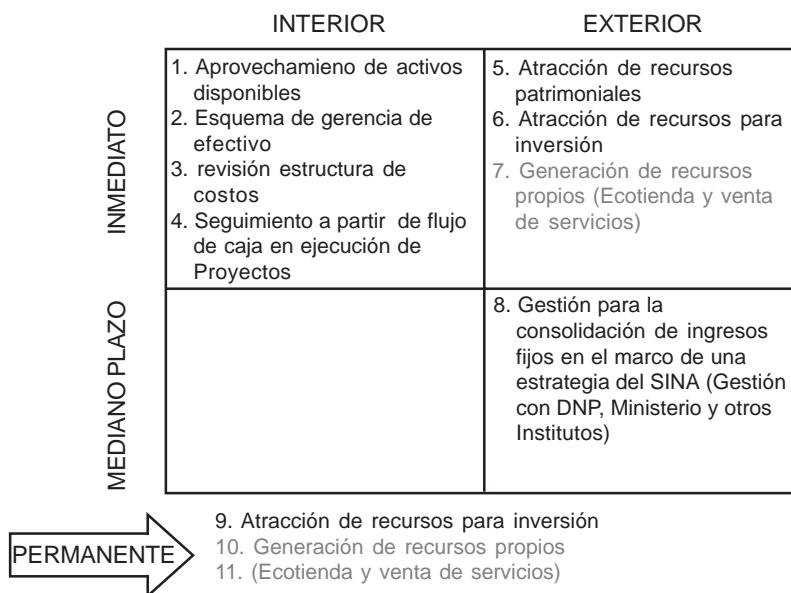 INTERIOR
EXTERIOR
INMEDIATO
1. Aprovechamieno de activos
disponibles
2. Esquema de gerencia de
efectivo
3. revisión estructura de
costos
4. Seguimiento a partir de flujo
de caja en ejecución de
Proyectos
5. Atracción de recursos
patrimoniales
6. Atracción de recursos para
inversión
7. Generación de recursos
propios (Ecotienda y venta
de servicios)
MEDIANO PLAZO
8. Gestión para la
consolidación de ingresos
fijos en el marco de una
estrategia del SINA (Gestión
con DNP, Ministerio y otros
Institutos)
PERMANENTE
9. Atracción de recursos para inversión
10. Generación de recursos propios
11. (Ecotienda y venta de servicios)